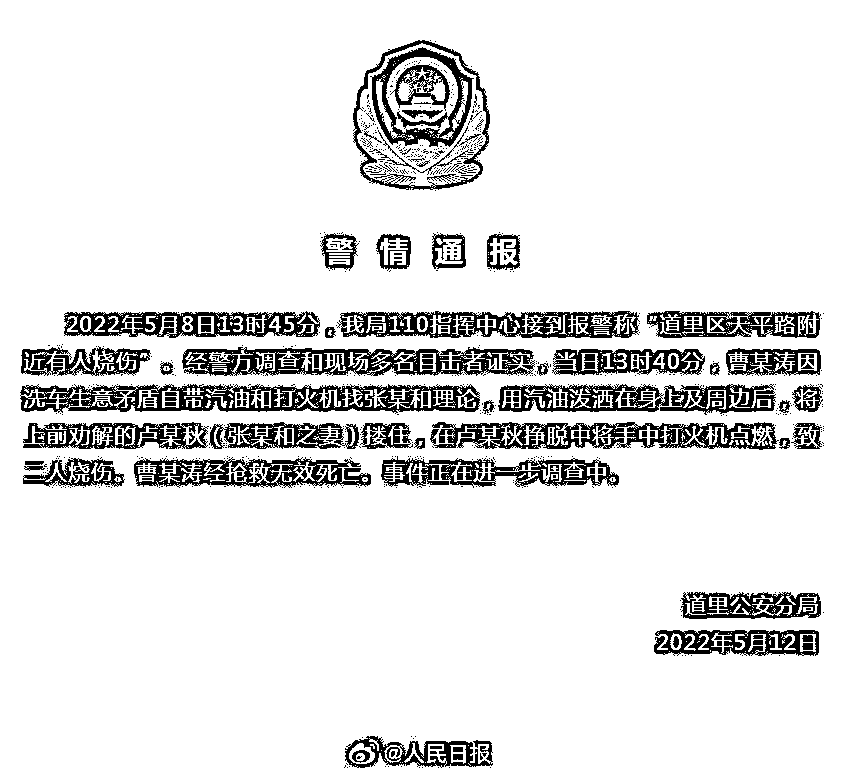 警情通报
2022年5月8日13时45分，我局110指挥中心接到报警称“道里区天平路附
近有人烧伤”。经警方调查和现场多名目击者证实，当日13时40分，曹某涛因
洗车生意矛盾自带汽油和打火机找张某和理论，用汽油泼洒在身上及周边后，将
上前劝解的卢某秋（（张某和之妻）搂住，在卢某秋挣脱中将手中打火机点燃，致
二人烧伤。曹某涛经抢救无效死亡。事件正在进一步调查中。
道里公安分局
2022年5月12日
@人民日报